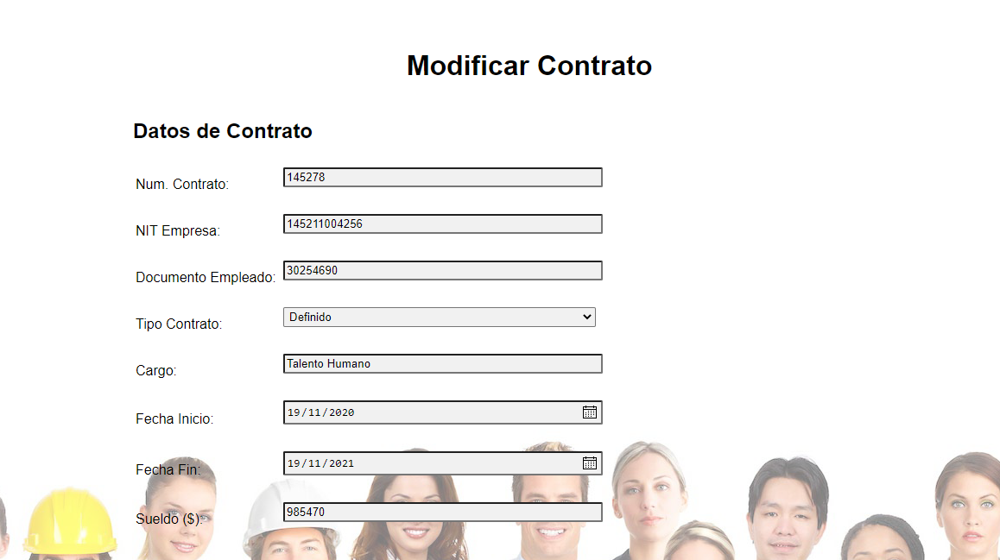 Modificar Contrato
Datos de Contrato
Num. Contrato: 145278
NIT Empresa: 145211004256
Documento Empleado: 30254690
Tipo Contrato: Definido
Cargo: Talento Humano
Fecha Inicio: 19/11/2020
Fecha Fin: 19/11/2021
Sueldo ($): 985470